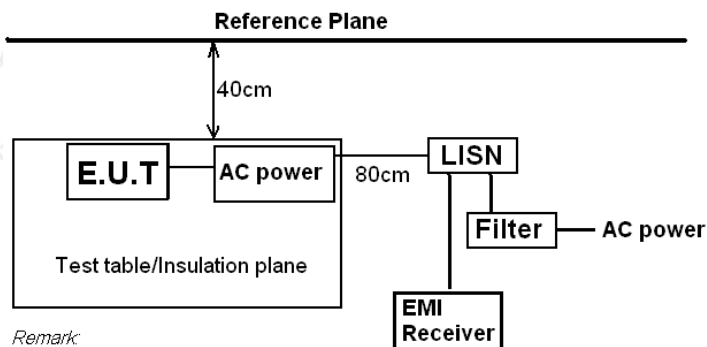 Reference Plane
40cm
E.U.T
AC power
80cm
LISN
Filter
AC power
Test table/Insulation plane
EMI
Receiver
Remark: